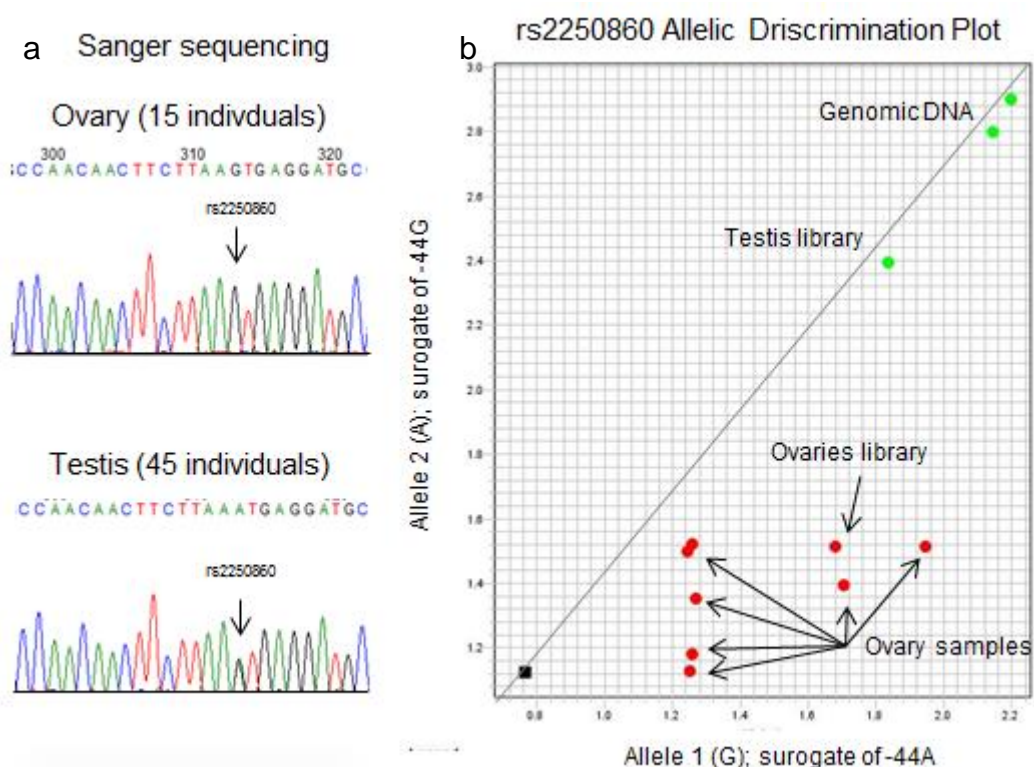 a
Sanger sequencing
Ovary (15 indivduals)
300 310 320
CCAACAACTTCTTAAGTGAGGATGC
rs2250860
Testis (45 individuals)
CCAACAACTTCTTAAATGAGGATGC
rs2250860
b
rs2250860 Allelic Driscrimination Plot
Allele 2 (A); surogate of -44G
3.0
2.8
2.6
2.4
2.2
2.0
1.8
1.6
1.4
1.2
Genomic DNA
Testis library
Ovaries library
Ovary samples
0.8 1.0 1.2 1.4 1.6 1.8 2.0 2.2
Allele 1 (G); surogate of -44A